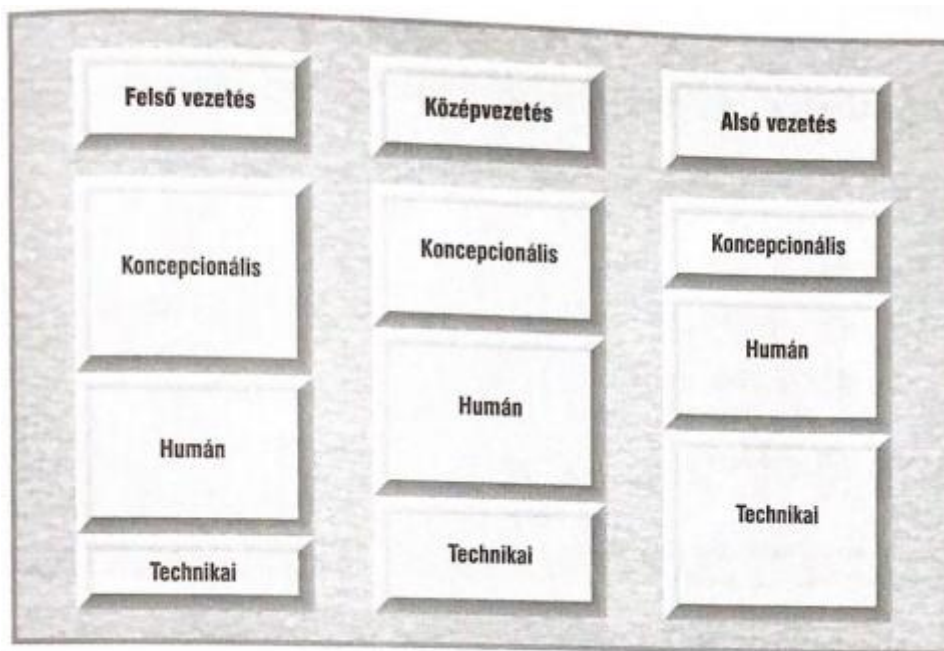 Felső vezetés
Középvezetés
Alsó vezetés
Koncepcionális
Koncepcionális
Koncepcionális
Humán
Humán
Humán
Technikai
Technikai
Technikai